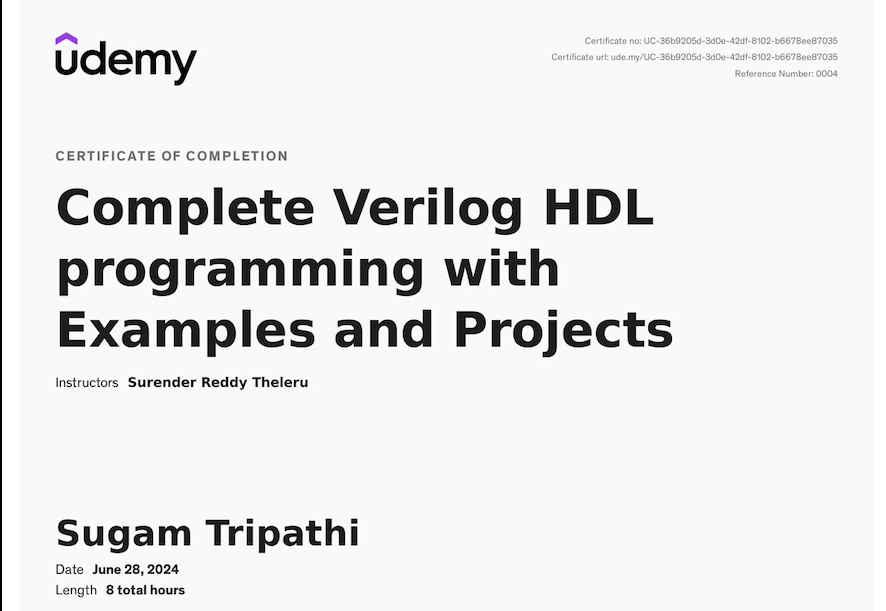 udemy
Certificate no: UC-36b9205d-3d0e-42df-8102-b6678ee87035
Certificate url: ude.my/UC-36b9205d-3d0e-42df-8102-b6678ee87035
Reference Number: 0004
CERTIFICATE OF COMPLETION
Complete Verilog HDL
programming with
Examples and Projects
Instructors Surender Reddy Theleru
Sugam Tripathi
Date June 28, 2024
Length 8 total hours